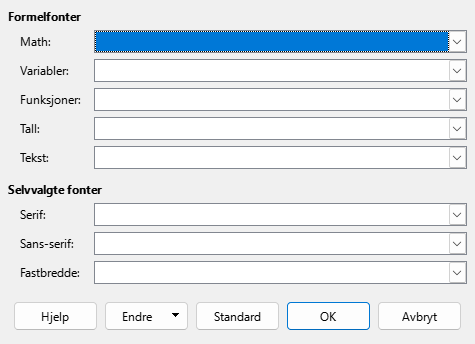 Formelfonter
Math:
Variabler:
Funksjoner:
Tall:
Tekst:
Selvvalgte fonter
Serif:
Sans-serif:
Fastbredde:
Hjelp Endre Standard OK Avbryt